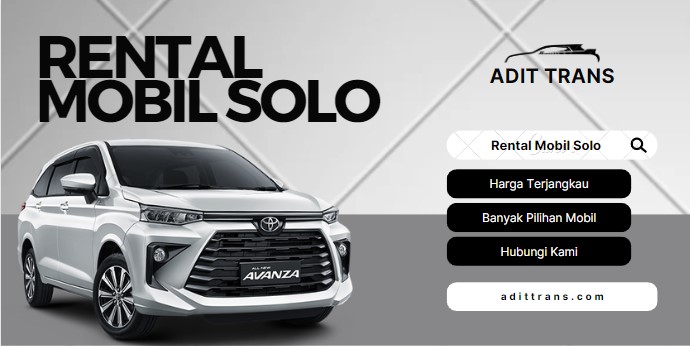 RENTAL
MOBIL SOLO
ADIT TRANS
Rental Mobil Solo
Harga Terjangkau
Banyak Pilihan Mobil
Hubungi Kami
adittrans.com
ALL NEW
AVANZA